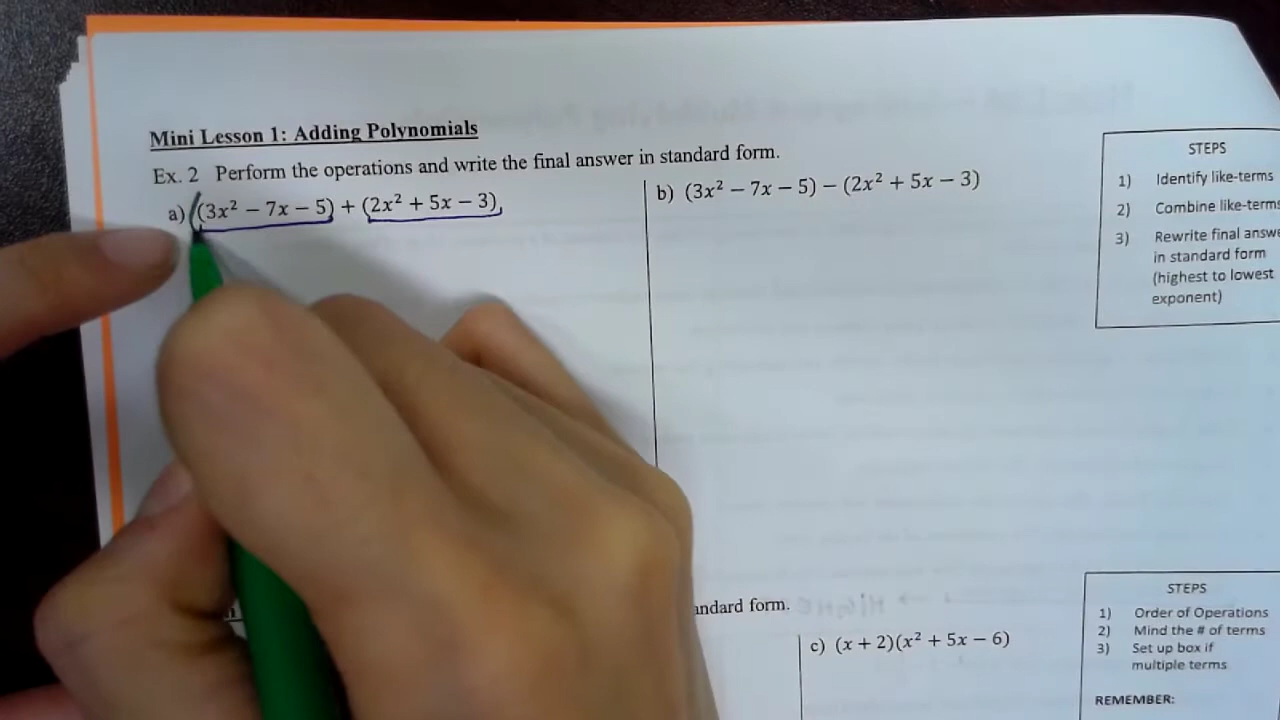 Mini Lesson 1: Adding Polynomials
Ex. 2 Perform the operations and write the final answer in standard form.
a) (3x² − 7x − 5) + (2x² + 5x − 3)
b) (3x² − 7x − 5) − (2x² + 5x − 3)
STEPS
1) Identify like-terms
2) Combine like-terms
3) Rewrite final answe
in standard form
(highest to lowest
exponent)
andard form.
c) (x + 2)(x² + 5x − 6)
STEPS
1) Order of Operations
2) Mind the # of terms
3) Set up box if
multiple terms
REMEMBER: